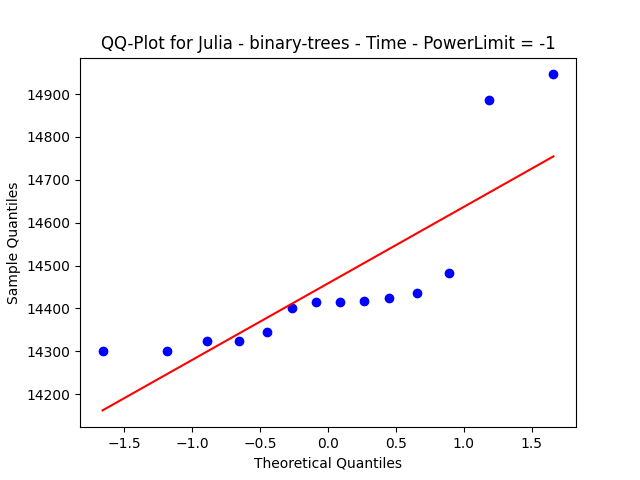 QQ-Plot for Julia - binary-trees - Time - PowerLimit = -1
14900
14800
14700
14600
14500
14400
14300
14200
Sample Quantiles
−1.5 −1.0 −0.5 0.0 0.5 1.0 1.5
Theoretical Quantiles